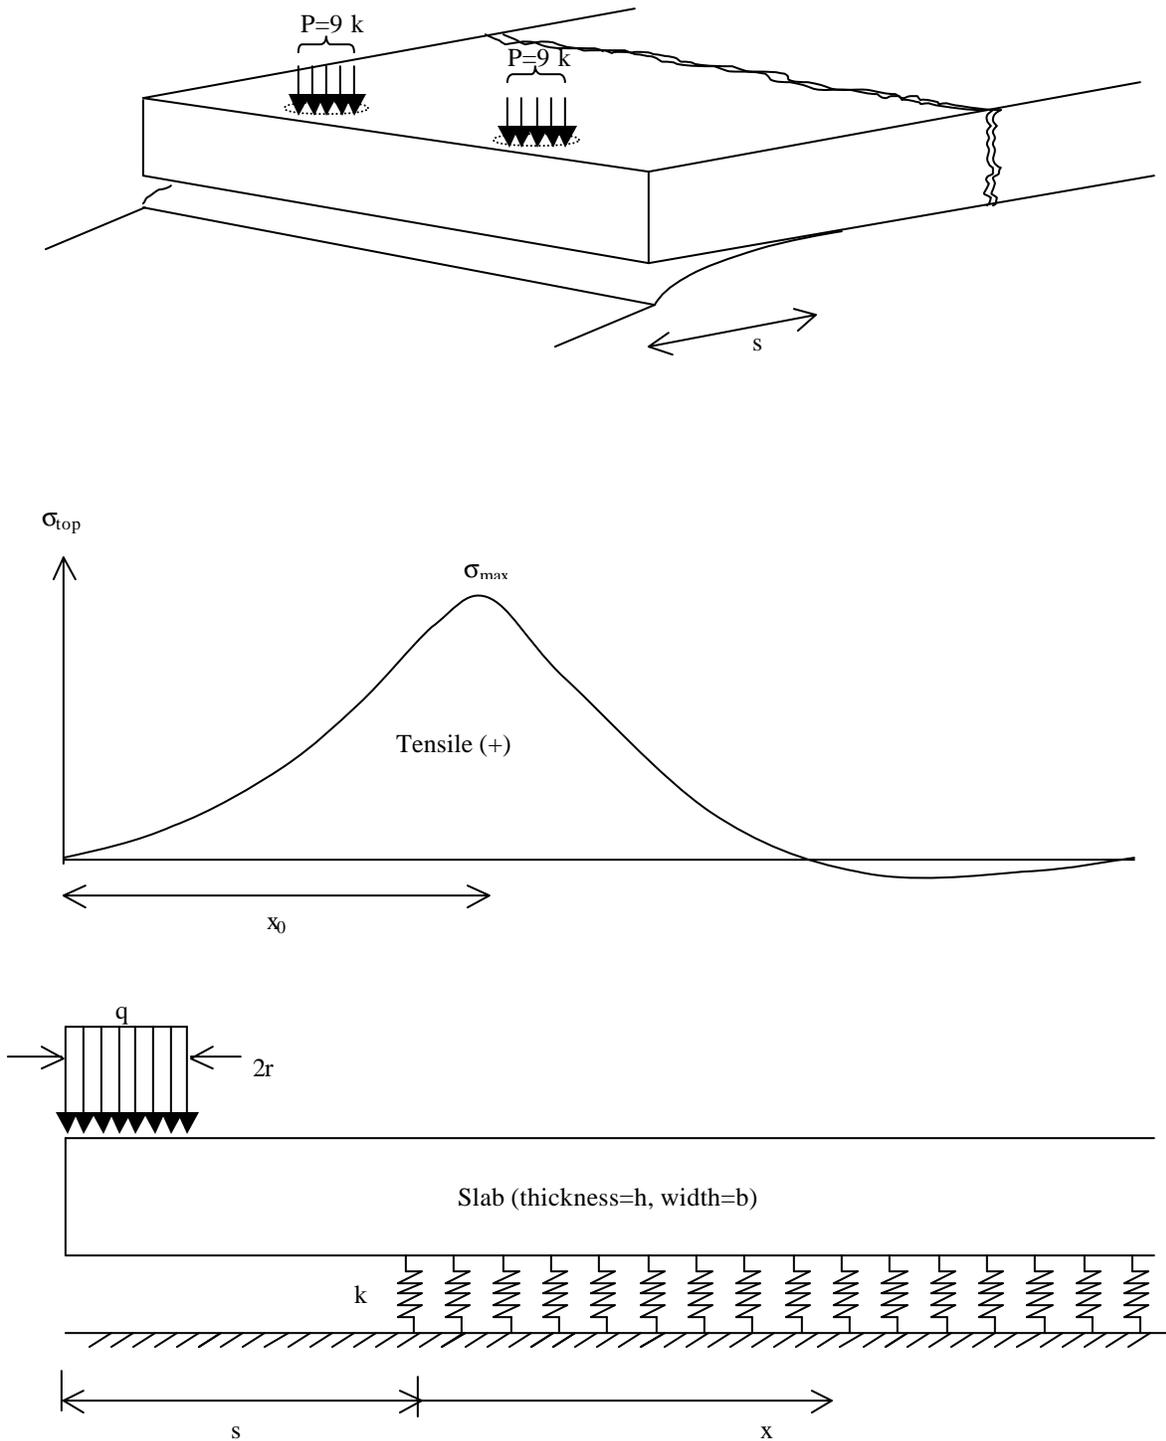 P=9 k
P=9 k
s
σtop
σmax
Tensile (+)
x0
q
2r
Slab (thickness=h, width=b)
k
s
x